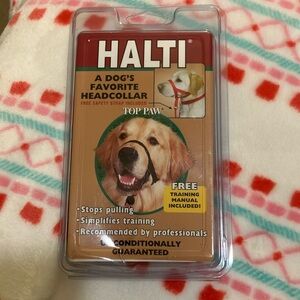 HALTI®
A DOG'S
FAVORITE
HEADCOLLAR
FREE SAFETY STRAP INCLUDED
TOP PAW
FREE
TRAINING
MANUAL
INCLUDED!
•Stops pulling
•Simplifies training
•Recommended by professionals
UNCONDITIONALLY
GUARANTEED